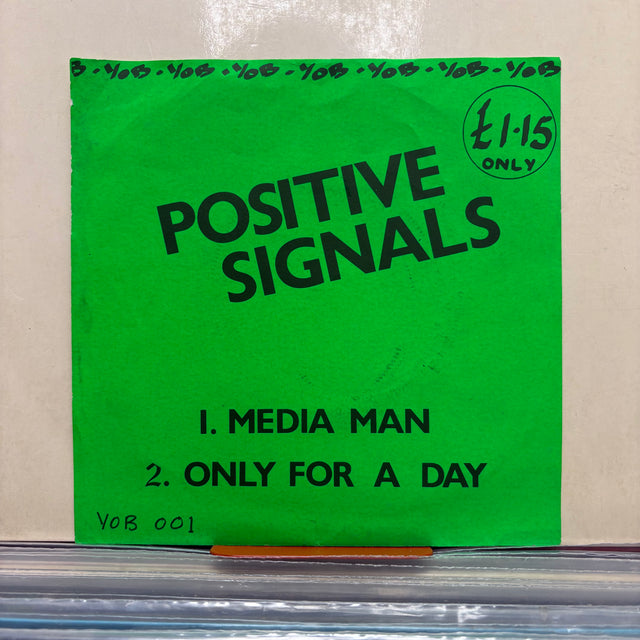 B • YOB • YOB • YOB • YOB • YOB • YOB • YOB
£1·15
ONLY
POSITIVE
SIGNALS
1. MEDIA MAN
2. ONLY FOR A DAY
YOB 001